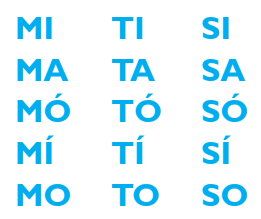 MI TI SI
MA TA SA
MÓ TÓ SÓ
MÍ TÍ SÍ
MO TO SO